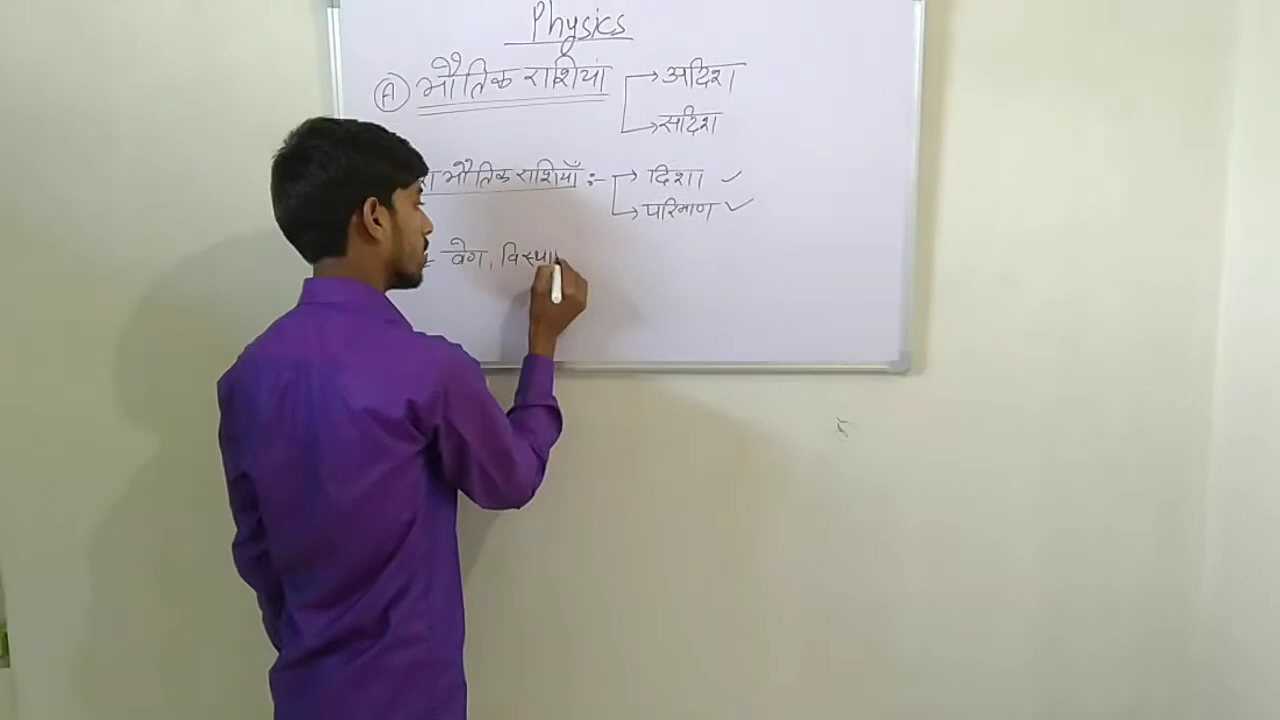 Physics
(A) भौतिक राशियां → अदिश
→ सदिश
भौतिक राशियाँ :- → दिशा ✓
→ परिमाण ✓
वेग, विस्था